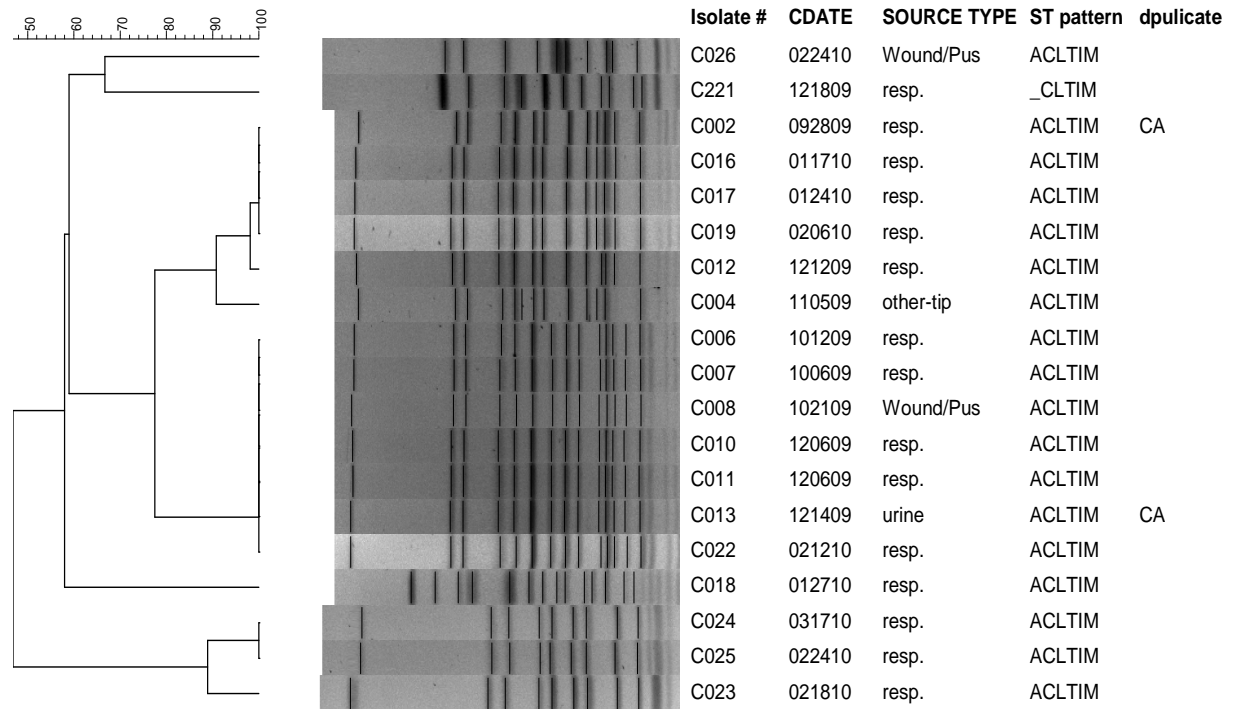 50 60 70 80 90 100
Isolate # CDATE SOURCE TYPE ST pattern dpulicate
C026 022410 Wound/Pus ACLTIM
C221 121809 resp. _CLTIM
C002 092809 resp. ACLTIM CA
C016 011710 resp. ACLTIM
C017 012410 resp. ACLTIM
C019 020610 resp. ACLTIM
C012 121209 resp. ACLTIM
C004 110509 other-tip ACLTIM
C006 101209 resp. ACLTIM
C007 100609 resp. ACLTIM
C008 102109 Wound/Pus ACLTIM
C010 120609 resp. ACLTIM
C011 120609 resp. ACLTIM
C013 121409 urine ACLTIM CA
C022 021210 resp. ACLTIM
C018 012710 resp. ACLTIM
C024 031710 resp. ACLTIM
C025 022410 resp. ACLTIM
C023 021810 resp. ACLTIM